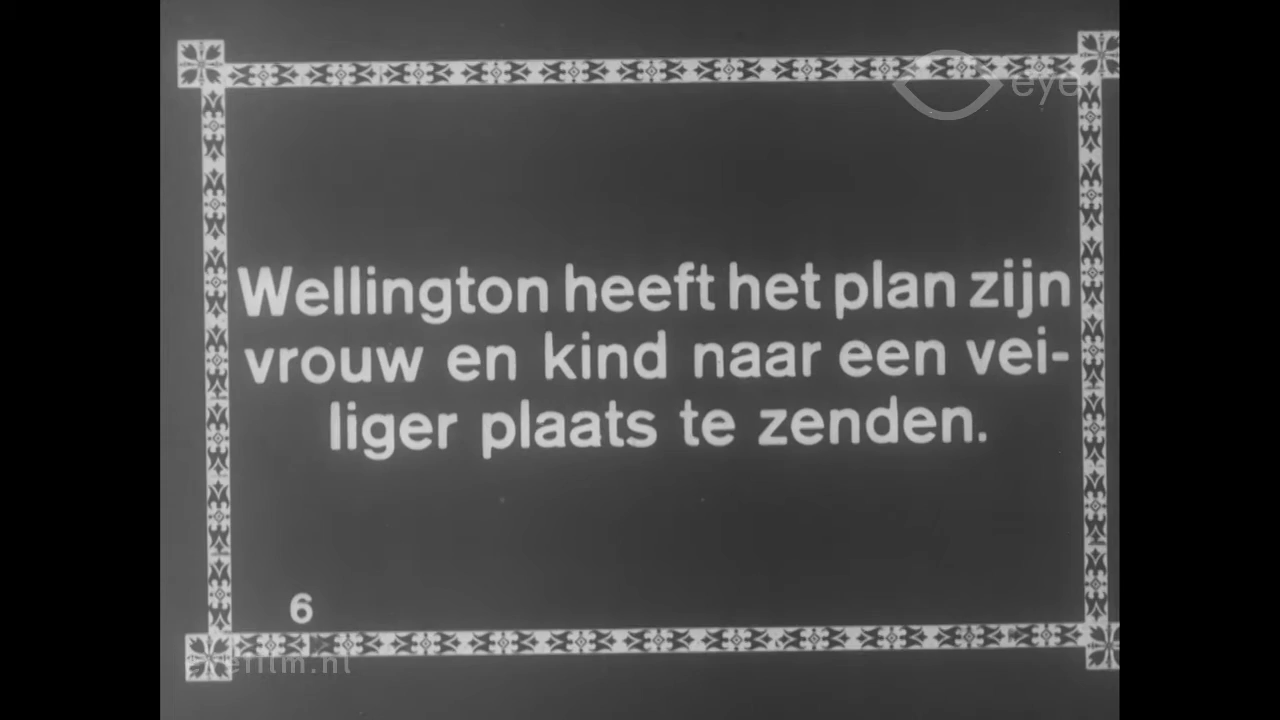 eye
Wellington heeft het plan zijn
vrouw en kind naar een vei-
liger plaats te zenden.
6
eyefilm.nl